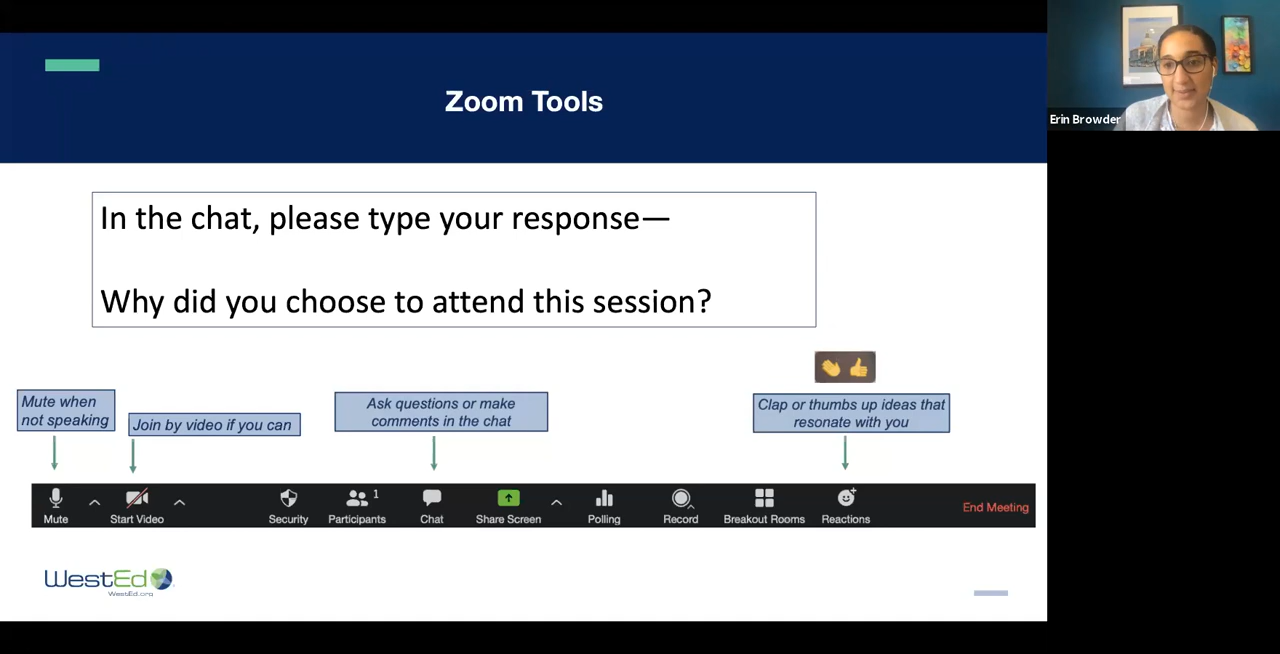 Zoom Tools
Erin Browder
In the chat, please type your response—
Why did you choose to attend this session?
Mute when
not speaking
Join by video if you can
Ask questions or make
comments in the chat
Clap or thumbs up ideas that
resonate with you
1
Mute
Start Video
Security
Participants
Chat
Share Screen
Polling
Record
Breakout Rooms
Reactions
End Meeting
WestEd
WestEd.org